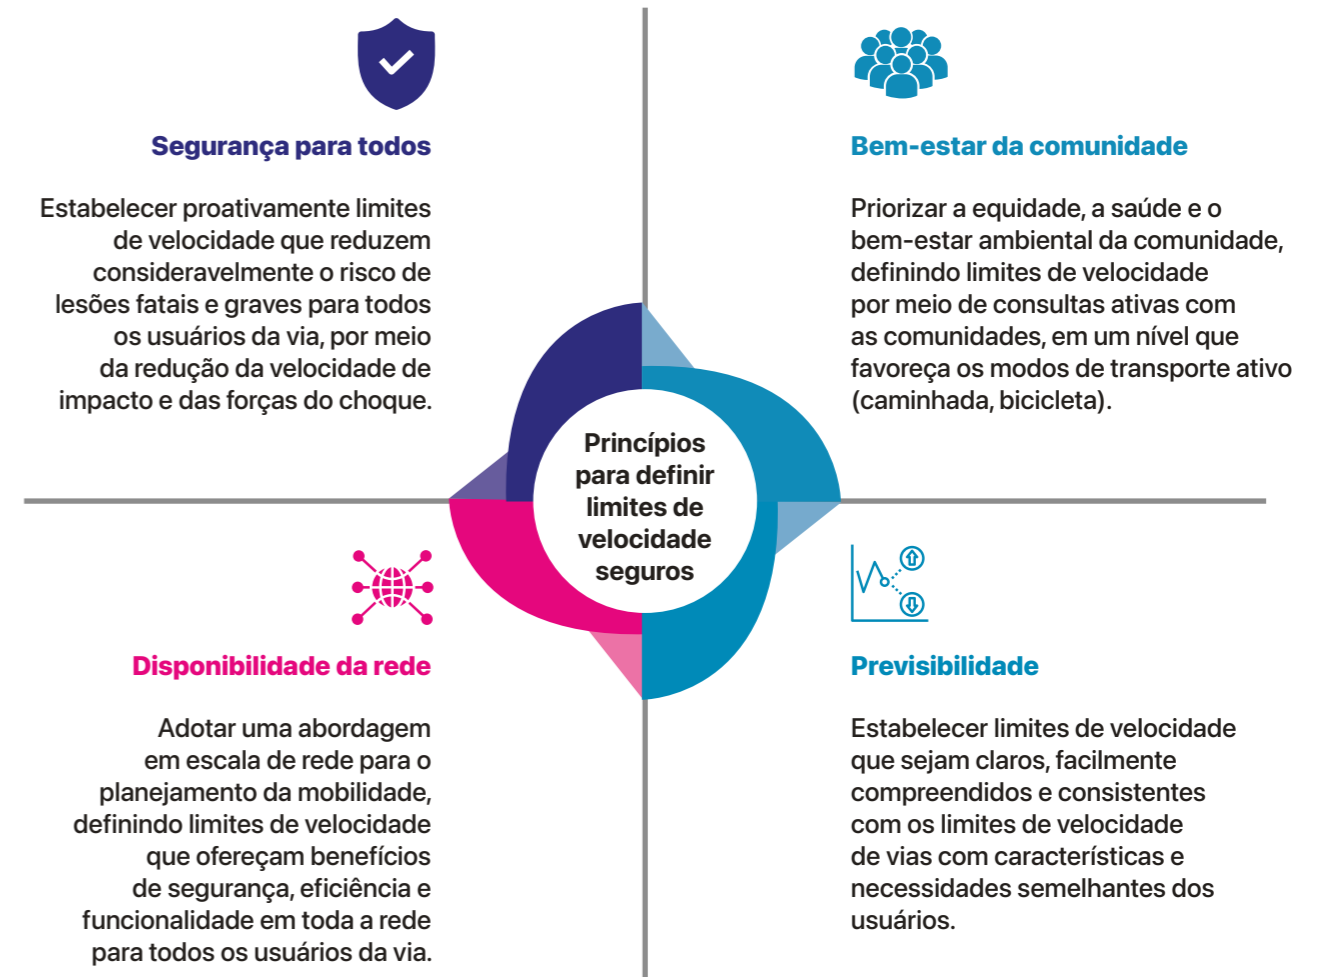 Segurança para todos
Estabelecer proativamente limites
de velocidade que reduzem
consideravelmente o risco de
lesões fatais e graves para todos
os usuários da via, por meio
da redução da velocidade de
impacto e das forças do choque.
Bem-estar da comunidade
Priorizar a equidade, a saúde e o
bem-estar ambiental da comunidade,
definindo limites de velocidade
por meio de consultas ativas com
as comunidades, em um nível que
favoreça os modos de transporte ativo
(caminhada, bicicleta).
Princípios
para definir
limites de
velocidade
seguros
Disponibilidade da rede
Adotar uma abordagem
em escala de rede para o
planejamento da mobilidade,
definindo limites de velocidade
que ofereçam benefícios
de segurança, eficiência e
funcionalidade em toda a rede
para todos os usuários da via.
Previsibilidade
Estabelecer limites de velocidade
que sejam claros, facilmente
compreendidos e consistentes
com os limites de velocidade
de vias com características e
necessidades semelhantes dos
usuários.